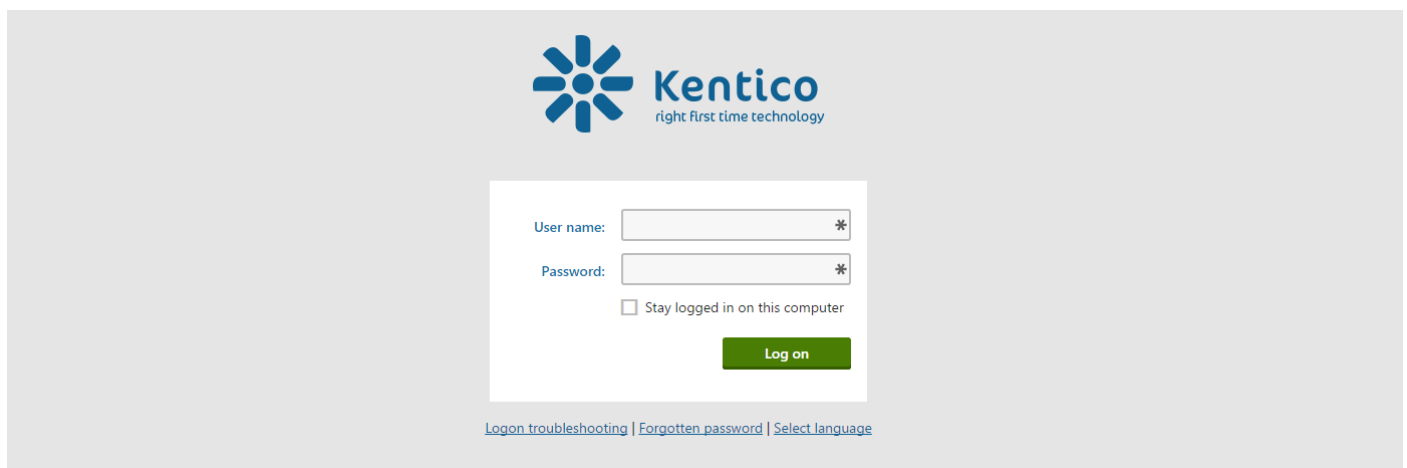 Kentico
right first time technology
User name:
Password:
Stay logged in on this computer
Log on
Logon troubleshooting | Forgotten password | Select language